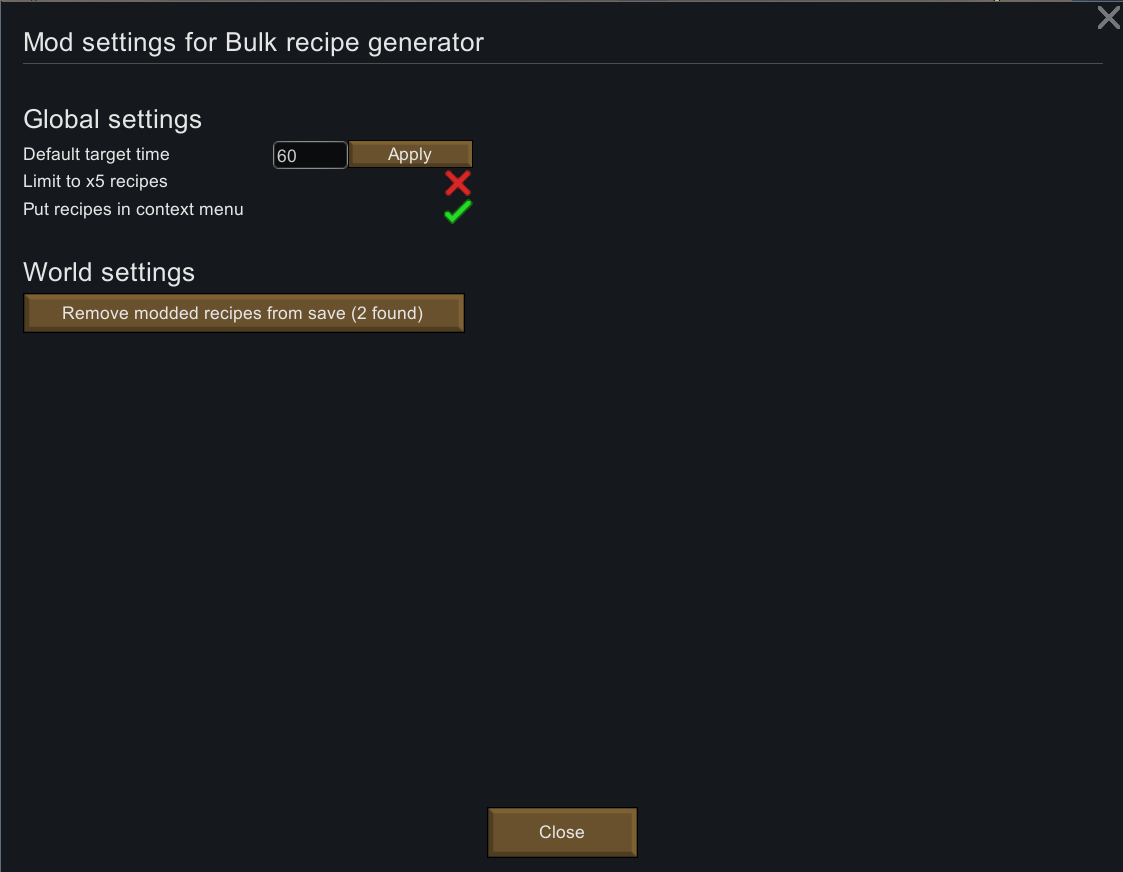 Mod settings for Bulk recipe generator
Global settings
Default target time 60 Apply
Limit to x5 recipes
Put recipes in context menu
World settings
Remove modded recipes from save (2 found)
Close